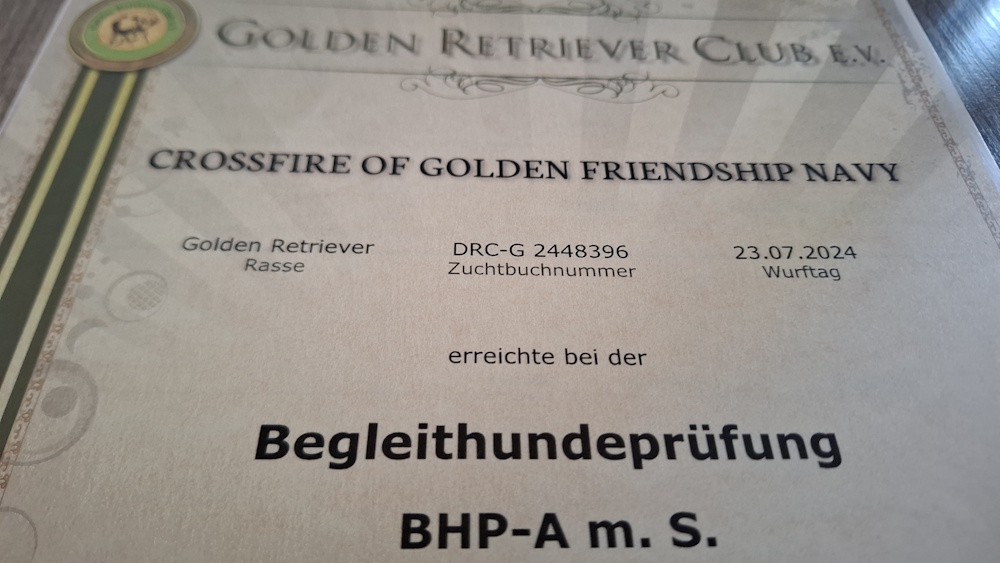 GOLDEN RETRIEVER CLUB E.V.
CROSSFIRE OF GOLDEN FRIENDSHIP NAVY
Golden Retriever DRC-G 2448396 23.07.2024
Rasse Zuchtbuchnummer Wurftag
erreichte bei der
Begleithundeprüfung
BHP-A m. S.